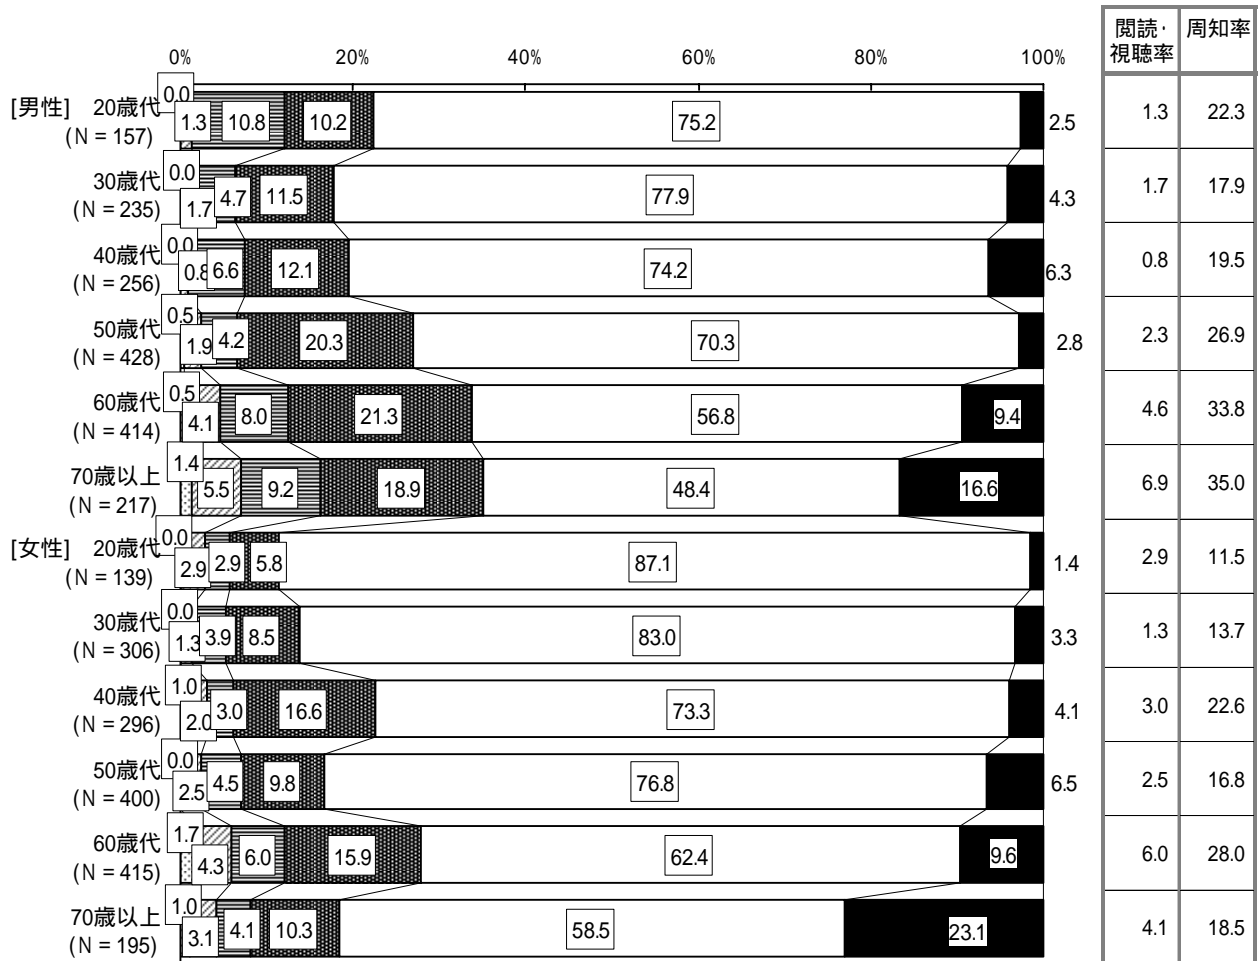 閲読・
視聴率
周知率
0% 20% 40% 60% 80% 100%
[男性] 20歳代
(N = 157)
0.0 1.3 10.8 10.2 75.2 2.5 1.3 22.3
30歳代
(N = 235)
0.0 1.7 4.7 11.5 77.9 4.3 1.7 17.9
40歳代
(N = 256)
0.0 0.8 6.6 12.1 74.2 6.3 0.8 19.5
50歳代
(N = 428)
0.5 1.9 4.2 20.3 70.3 2.8 2.3 26.9
60歳代
(N = 414)
0.5 4.1 8.0 21.3 56.8 9.4 4.6 33.8
70歳以上
(N = 217)
1.4 5.5 9.2 18.9 48.4 16.6 6.9 35.0
[女性] 20歳代
(N = 139)
0.0 2.9 2.9 5.8 87.1 1.4 2.9 11.5
30歳代
(N = 306)
0.0 1.3 3.9 8.5 83.0 3.3 1.3 13.7
40歳代
(N = 296)
1.0 2.0 3.0 16.6 73.3 4.1 3.0 22.6
50歳代
(N = 400)
0.0 2.5 4.5 9.8 76.8 6.5 2.5 16.8
60歳代
(N = 415)
1.7 4.3 6.0 15.9 62.4 9.6 6.0 28.0
70歳以上
(N = 195)
1.0 3.1 4.1 10.3 58.5 23.1 4.1 18.5